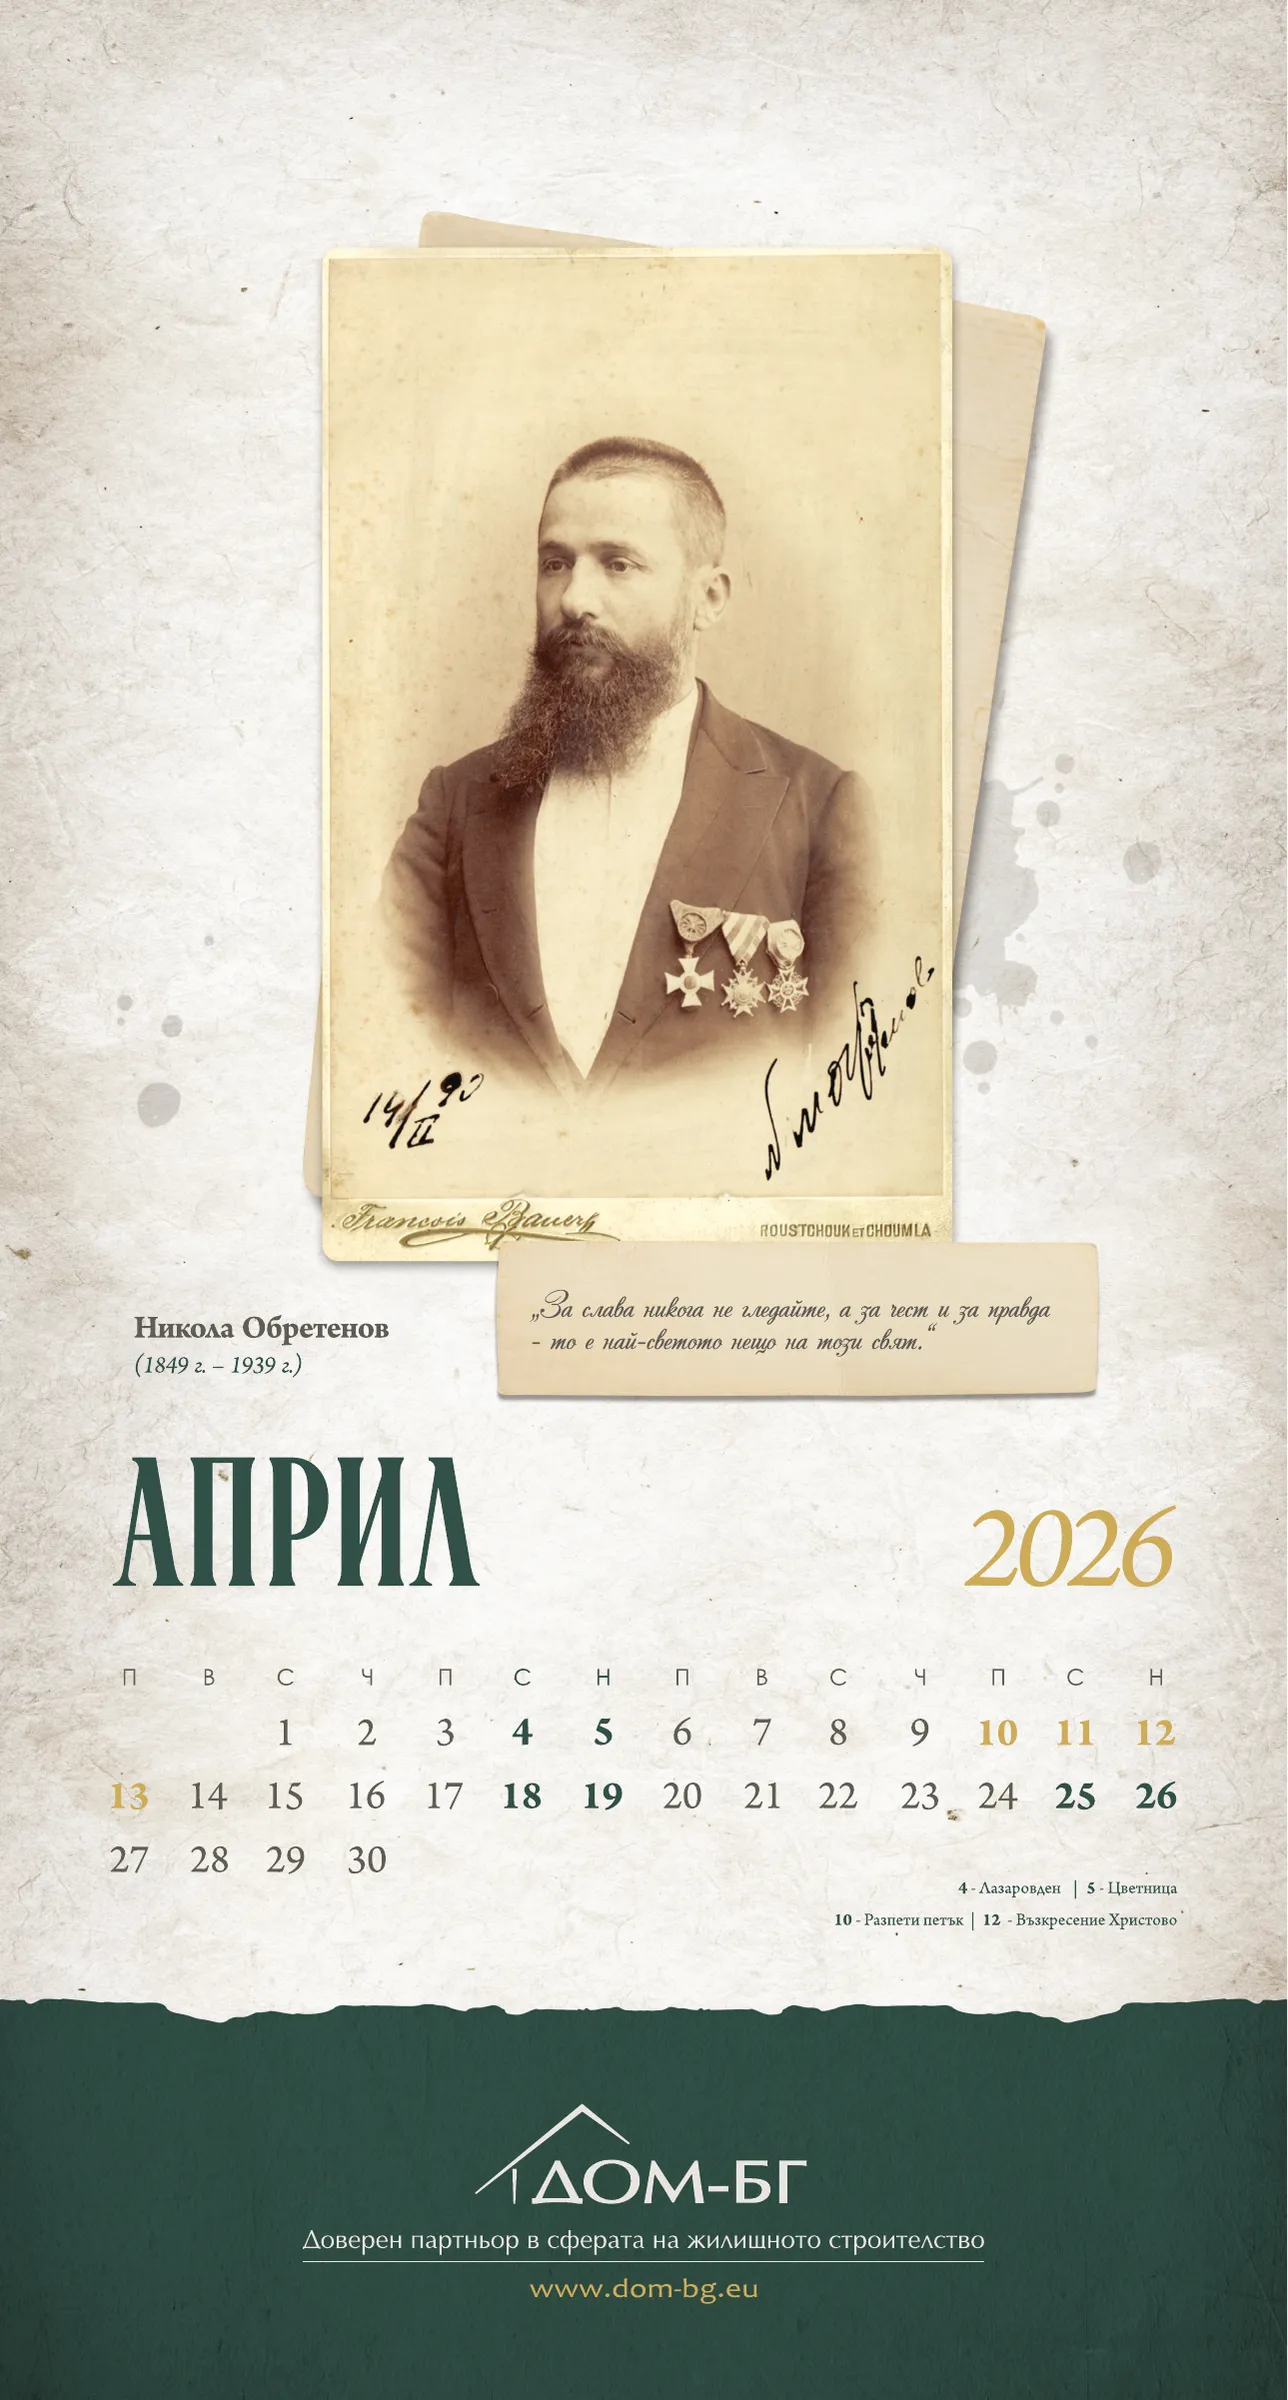 14/II 90
Francois Bauer
ROUSTCHOUK ET CHOUMLA
„За слава никога не гледайте, а за чест и за правда
- то е най-светото нещо на този свят.“
Никола Обретенов
(1849 г. – 1939 г.)
АПРИЛ
2026
П В С Ч П С Н П В С Ч П С Н
1 2 3 4 5 6 7 8 9 10 11 12
13 14 15 16 17 18 19 20 21 22 23 24 25 26
27 28 29 30
4 - Лазаровден | 5 - Цветница
10 - Разпети петък | 12 - Възкресение Христово
ДОМ-БГ
Доверен партньор в сферата на жилищното строителство
www.dom-bg.eu